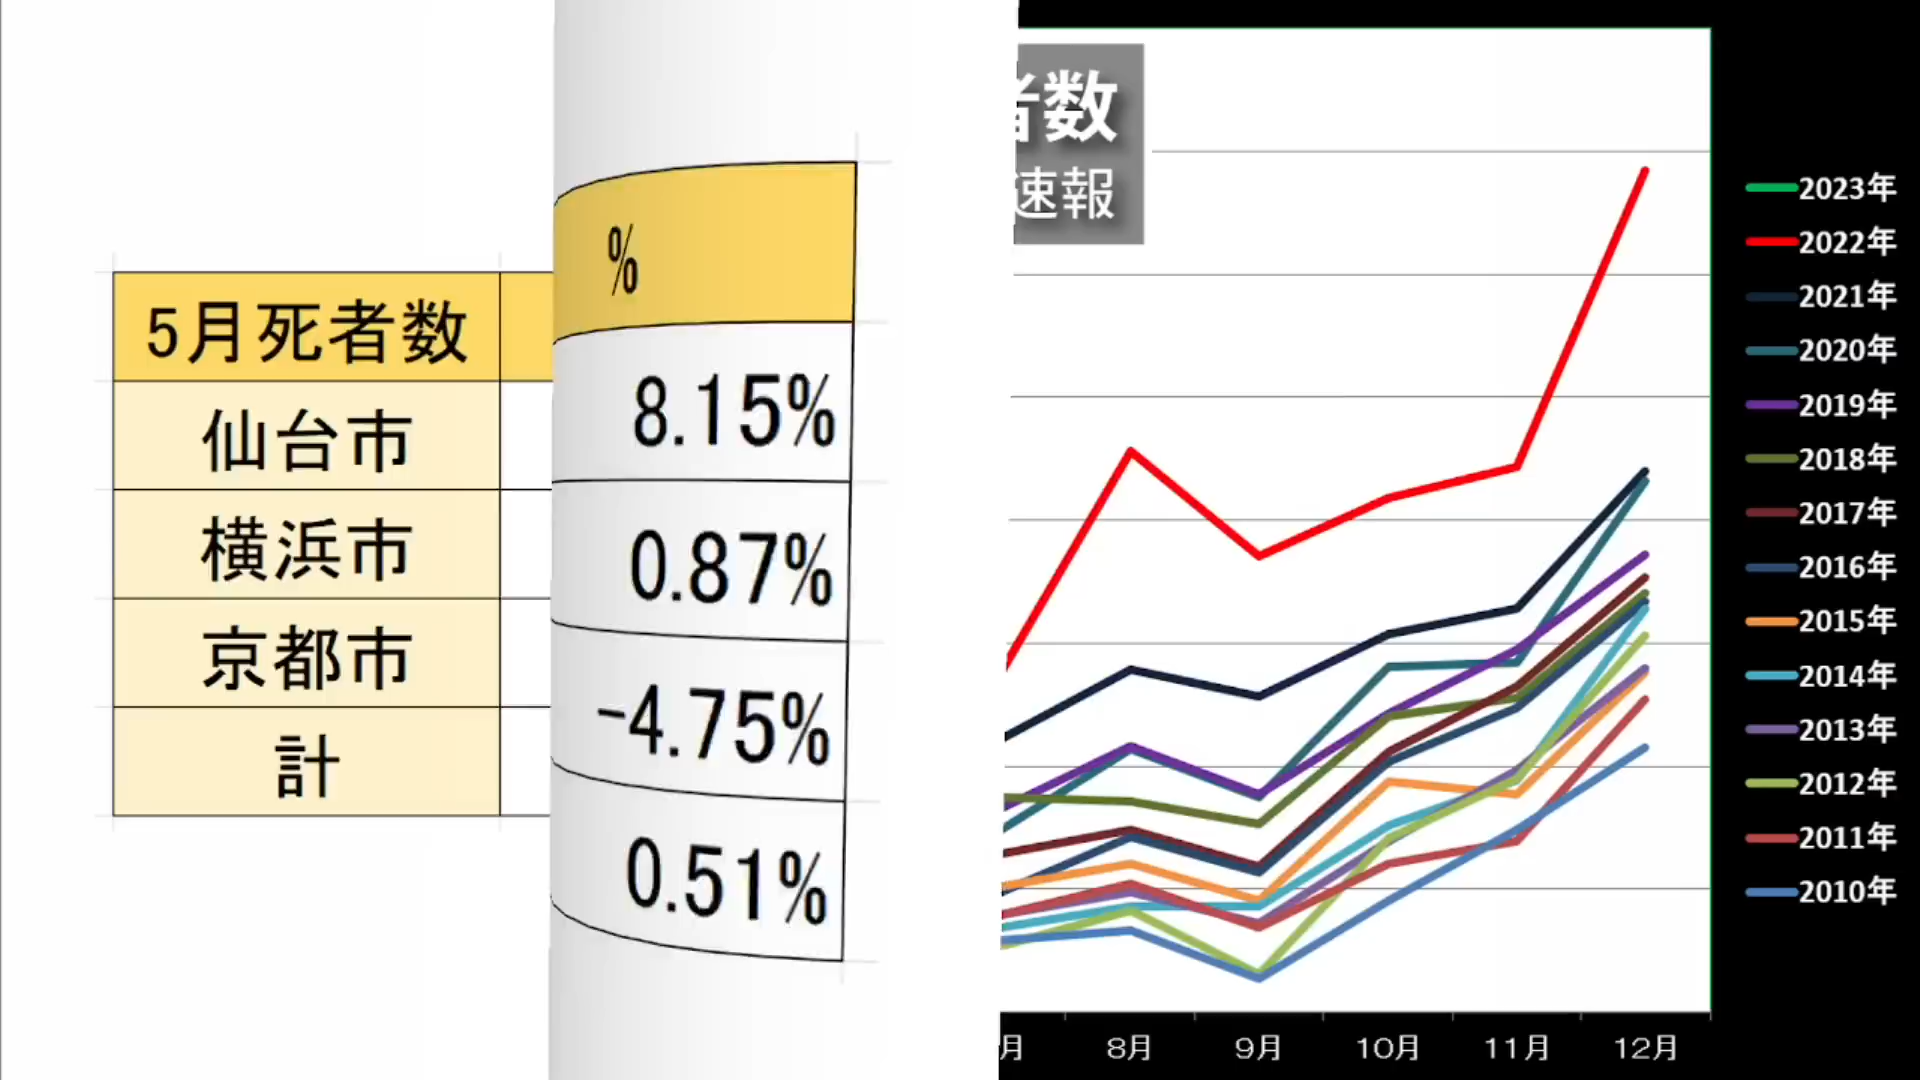 5月死者数
仙台市
横浜市
京都市
計
%
8.15%
0.87%
-4.75%
0.51%
者数
速報
2023年
2022年
2021年
2020年
2019年
2018年
2017年
2016年
2015年
2014年
2013年
2012年
2011年
2010年
月 8月 9月 10月 11月 12月